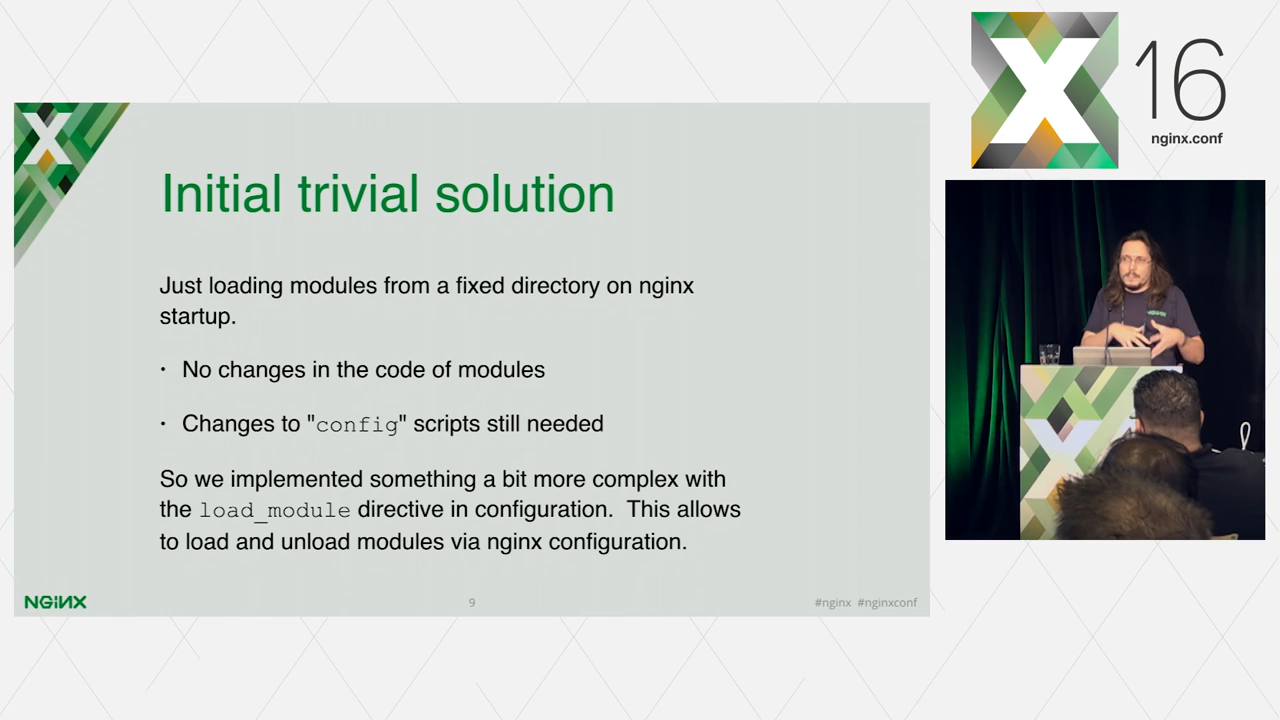 X
16
nginx.conf
X
Initial trivial solution
Just loading modules from a fixed directory on nginx
startup.
· No changes in the code of modules
· Changes to "config" scripts still needed
So we implemented something a bit more complex with
the load_module directive in configuration.  This allows
to load and unload modules via nginx configuration.
NGINX
9
#nginx  #nginxconf